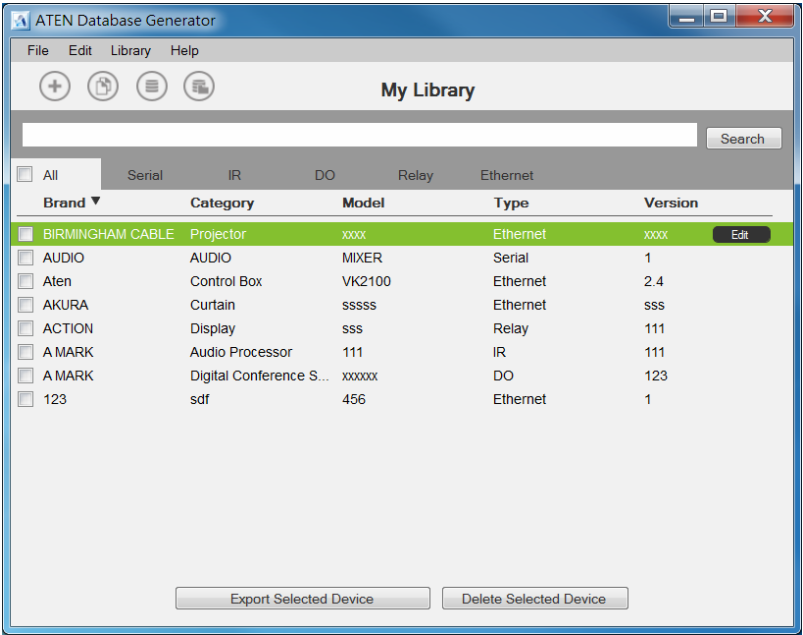 ATEN Database Generator
File Edit Library Help
My Library
Search
All Serial IR DO Relay Ethernet
Brand ▼ Category Model Type Version
BIRMINGHAM CABLE Projector xxxx Ethernet xxxx Edit
AUDIO AUDIO MIXER Serial 1
Aten Control Box VK2100 Ethernet 2.4
AKURA Curtain sssss Ethernet sss
ACTION Display sss Relay 111
A MARK Audio Processor 111 IR 111
A MARK Digital Conference S... xxxxxx DO 123
123 sdf 456 Ethernet 1
Export Selected Device Delete Selected Device